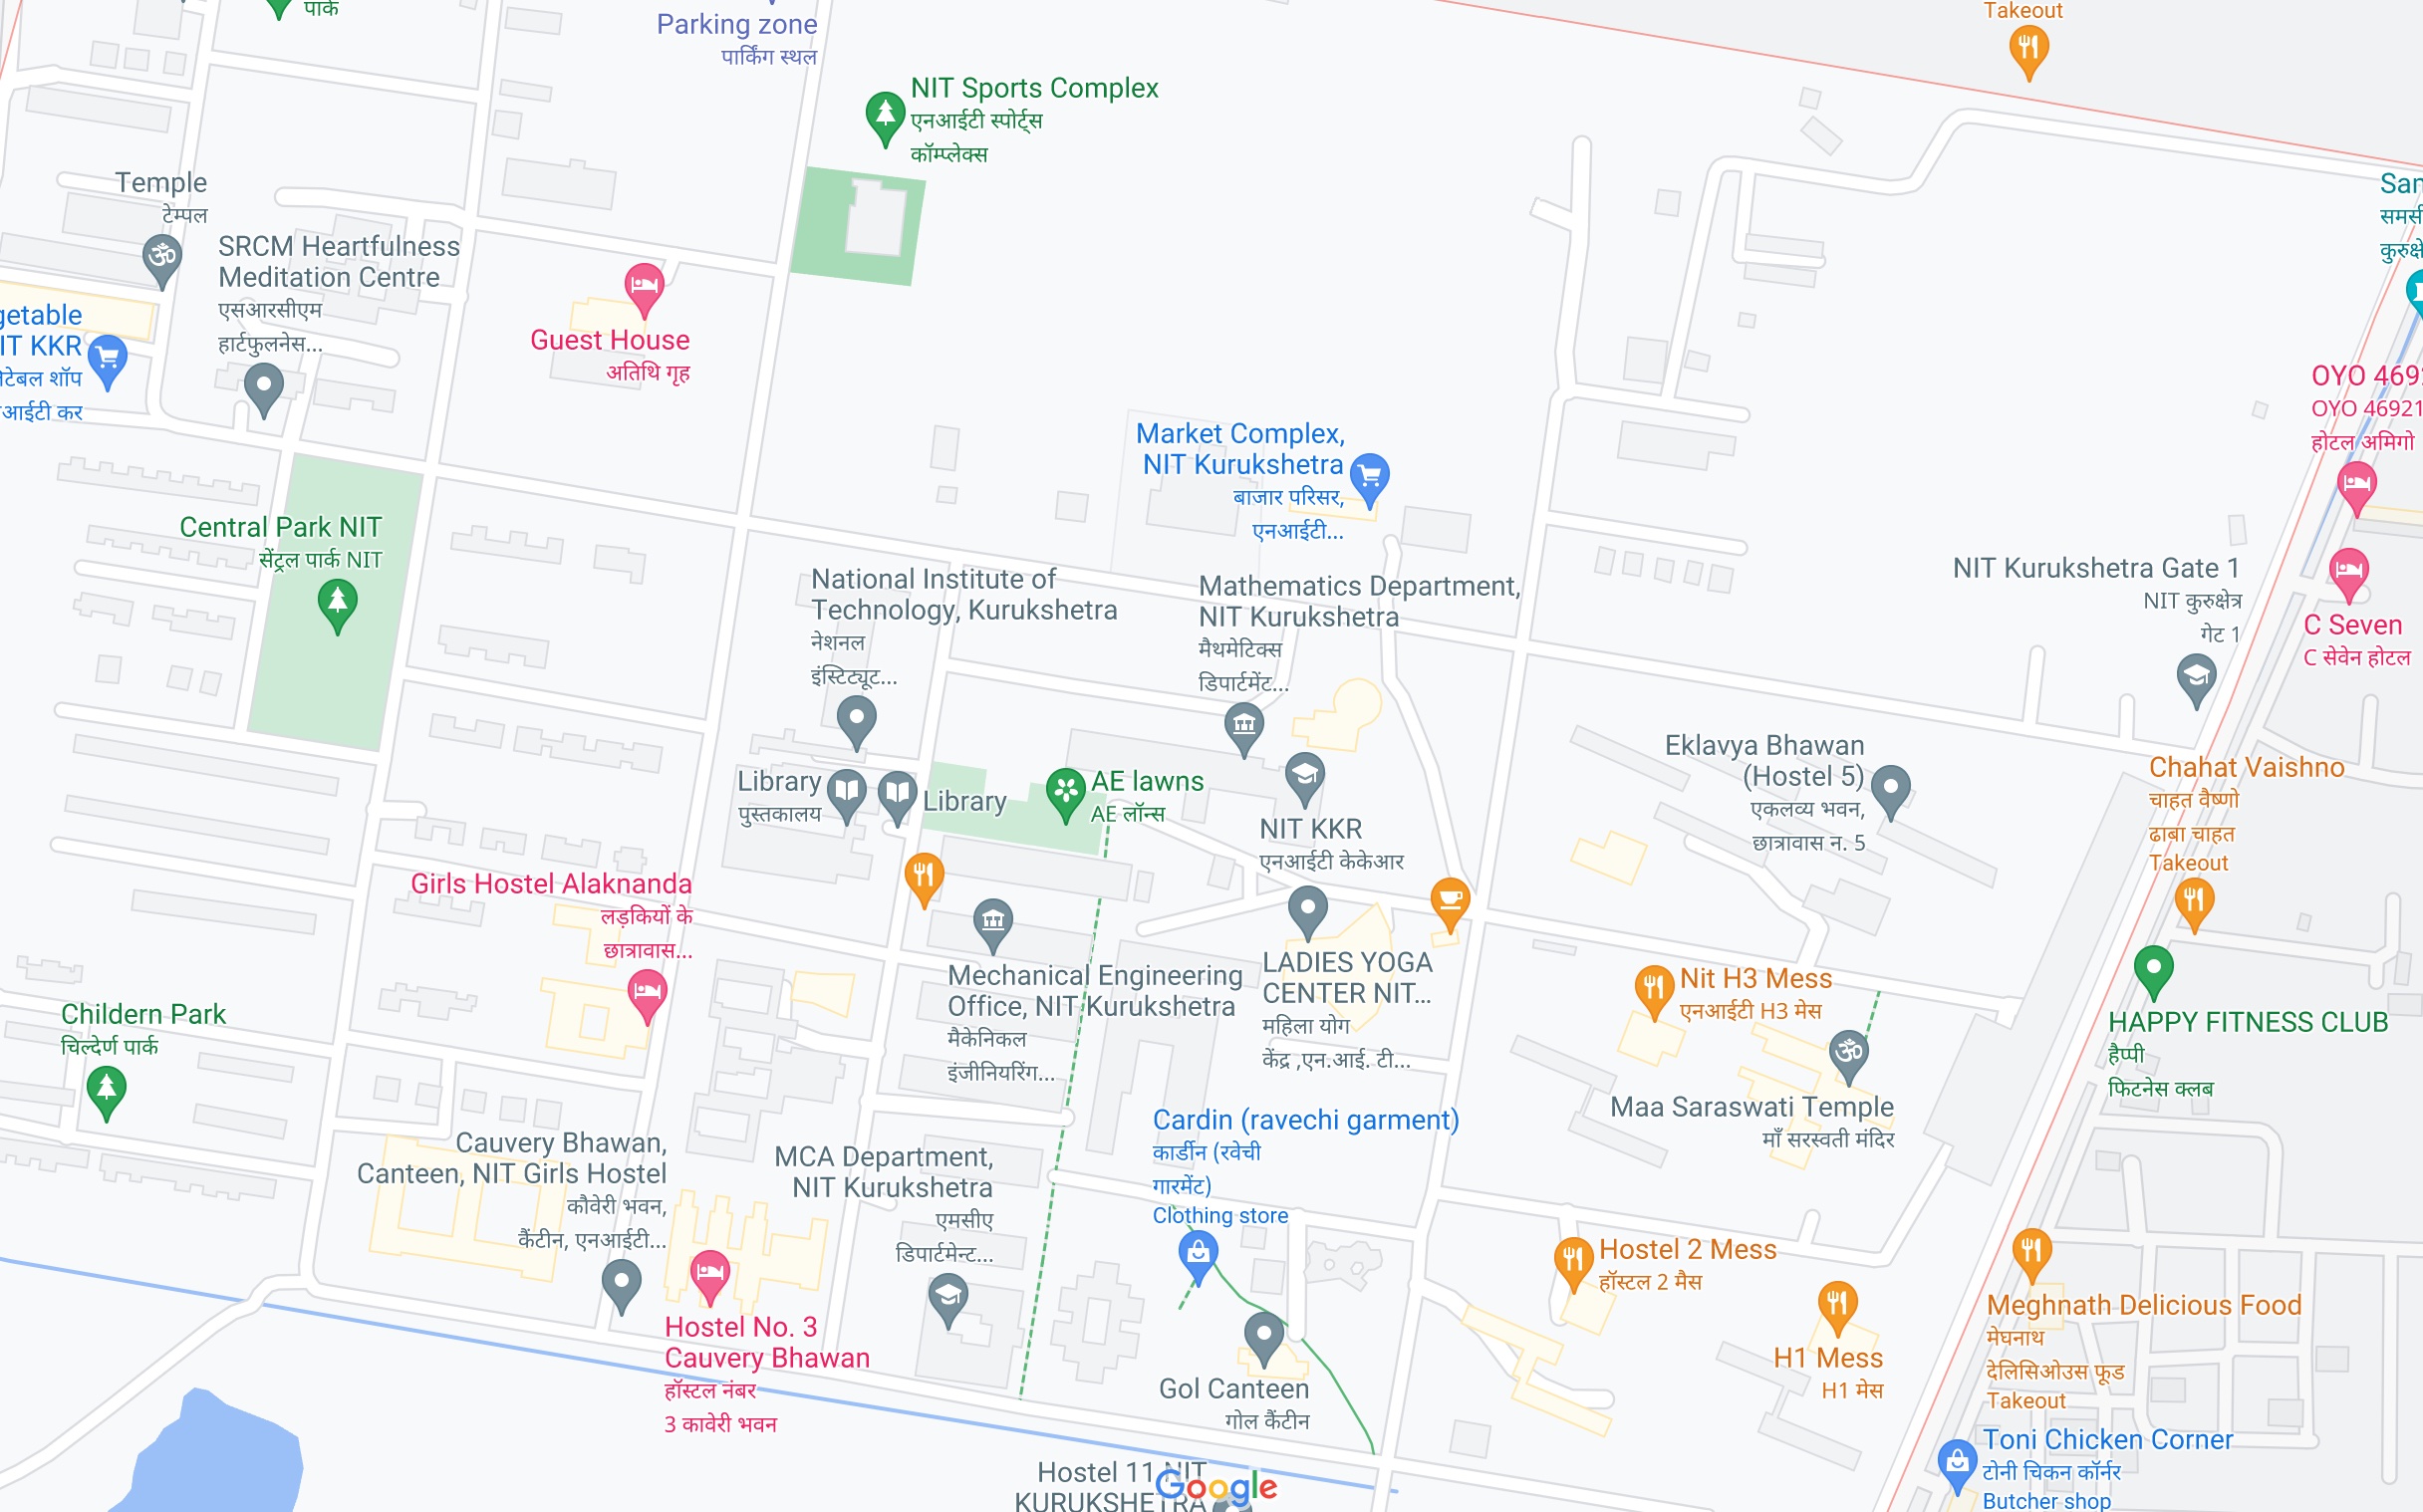 पार्क
Parking zone
पार्किंग स्थल
Takeout
NIT Sports Complex
एनआईटी स्पोर्ट्स
कॉम्प्लेक्स
Temple
टेम्पल
SRCM Heartfulness
Meditation Centre
एसआरसीएम
हार्टफुलनेस...
getable
IT KKR
टेबल शॉप
आईटी कर
Guest House
अतिथि गृह
San
समसी
कुरुक्षे
OYO 469
OYO 46921
होटल अमिगो
Market Complex,
NIT Kurukshetra
बाजार परिसर,
एनआईटी...
Central Park NIT
सेंट्रल पार्क NIT
National Institute of
Technology, Kurukshetra
नेशनल
इंस्टिट्यूट...
Mathematics Department,
NIT Kurukshetra
मैथमेटिक्स
डिपार्टमेंट...
NIT Kurukshetra Gate 1
NIT कुरुक्षेत्र
गेट 1
C Seven
C सेवेन होटल
Library
पुस्तकालय
Library
AE lawns
AE लॉन्स
NIT KKR
एनआईटी केकेआर
Eklavya Bhawan
(Hostel 5)
एकलव्य भवन,
छात्रावास न. 5
Chahat Vaishno
चाहत वैष्णो
ढाबा चाहत
Takeout
Girls Hostel Alaknanda
लड़कियों के
छात्रावास...
Mechanical Engineering
Office, NIT Kurukshetra
मैकेनिकल
इंजीनियरिंग...
LADIES YOGA
CENTER NIT...
महिला योग
केंद्र ,एन.आई. टी...
Nit H3 Mess
एनआईटी H3 मेस
HAPPY FITNESS CLUB
हैप्पी
फिटनेस क्लब
Childern Park
चिल्देर्ण पार्क
Maa Saraswati Temple
माँ सरस्वती मंदिर
Cauvery Bhawan,
Canteen, NIT Girls Hostel
कौवेरी भवन,
कैंटीन, एनआईटी...
MCA Department,
NIT Kurukshetra
एमसीए
डिपार्टमेन्ट...
Cardin (ravechi garment)
कार्डीन (रवेची
गारमेंट)
Clothing store
Hostel 2 Mess
हॉस्टल 2 मैस
Hostel No. 3
Cauvery Bhawan
हॉस्टल नंबर
3 कावेरी भवन
Gol Canteen
गोल कैंटीन
H1 Mess
H1 मेस
Meghnath Delicious Food
मेघनाथ
देलिसिओउस फूड
Takeout
Toni Chicken Corner
टोनी चिकन कॉर्नर
Butcher shop
Hostel 11 NIT
KURUKSHETRA
Google